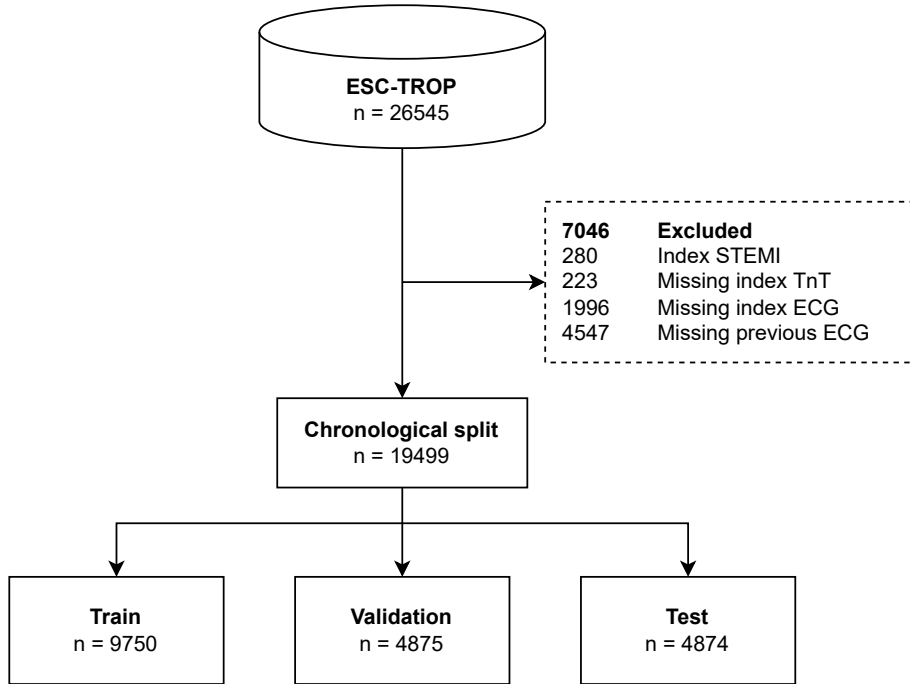 ESC-TROP
n = 26545
7046 Excluded
280 Index STEMI
223 Missing index TnT
1996 Missing index ECG
4547 Missing previous ECG
Chronological split
n = 19499
Train
n = 9750
Validation
n = 4875
Test
n = 4874